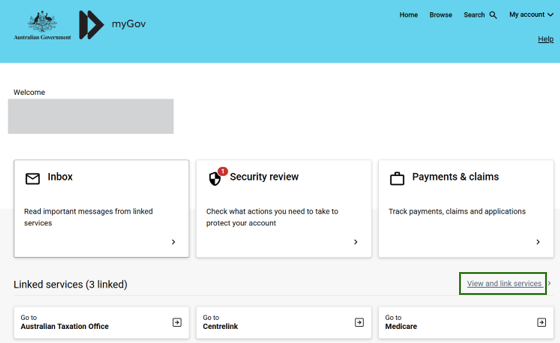 Australian Government
myGov
Home Browse Search My account
Help
Welcome
Inbox
Read important messages from linked
services
1
Security review
Check what actions you need to take to
protect your account
Payments & claims
Track payments, claims and applications
Linked services (3 linked)
View and link services
Go to
Australian Taxation Office
Go to
Centrelink
Go to
Medicare